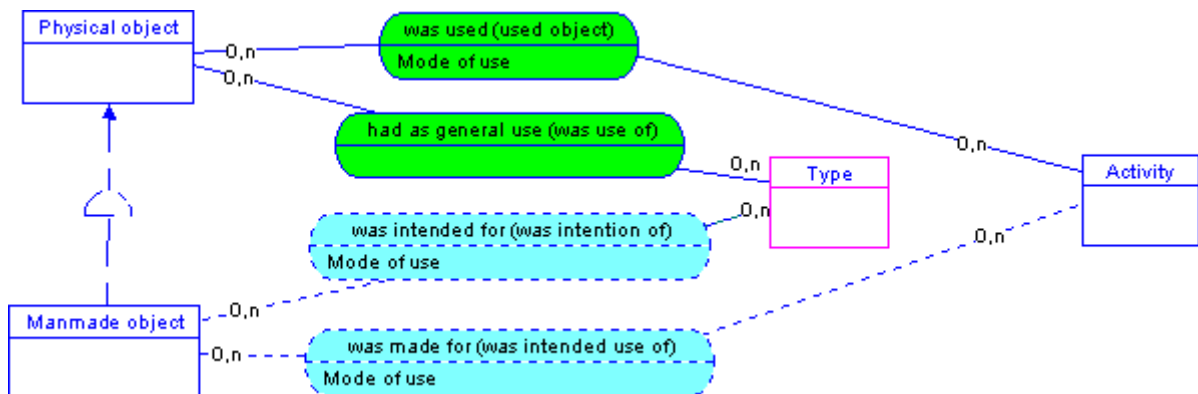 Physical object
was used (used object)
Mode of use
0,n
0,n
had as general use (was use of)
0,n
0,n
Type
Activity
0,n
was intended for (was intention of)
Mode of use
0,n
0,n
Manmade object
0,n
was made for (was intended use of)
Mode of use